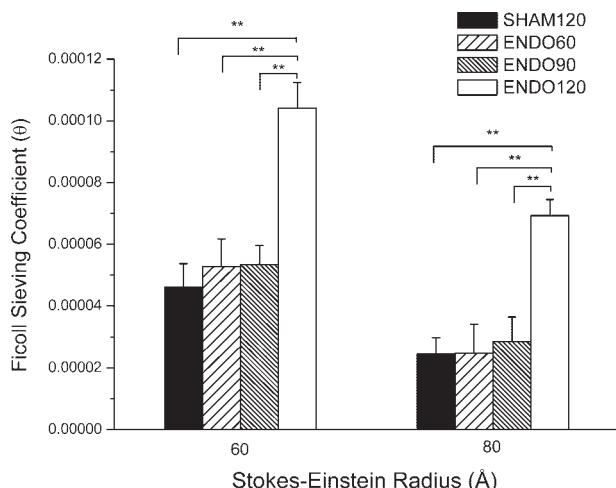 **
**
**
SHAM120
ENDO60
ENDO90
ENDO120
**
**
**
Ficoll Sieving Coefficient (θ)
0.00012
0.00010
0.00008
0.00006
0.00004
0.00002
0.00000
60
80
Stokes-Einstein Radius (Å)